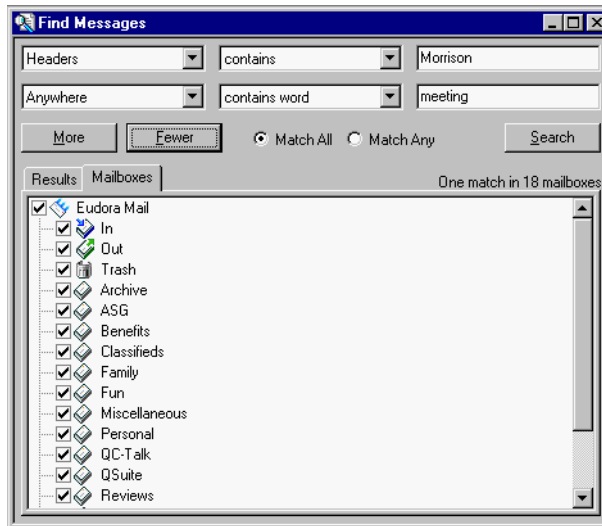 Find Messages
Headers contains Morrison
Anywhere contains word meeting
More Fewer Match All Match Any Search
Results Mailboxes One match in 18 mailboxes
Eudora Mail
In
Out
Trash
Archive
ASG
Benefits
Classifieds
Family
Fun
Miscellaneous
Personal
QC-Talk
QSuite
Reviews